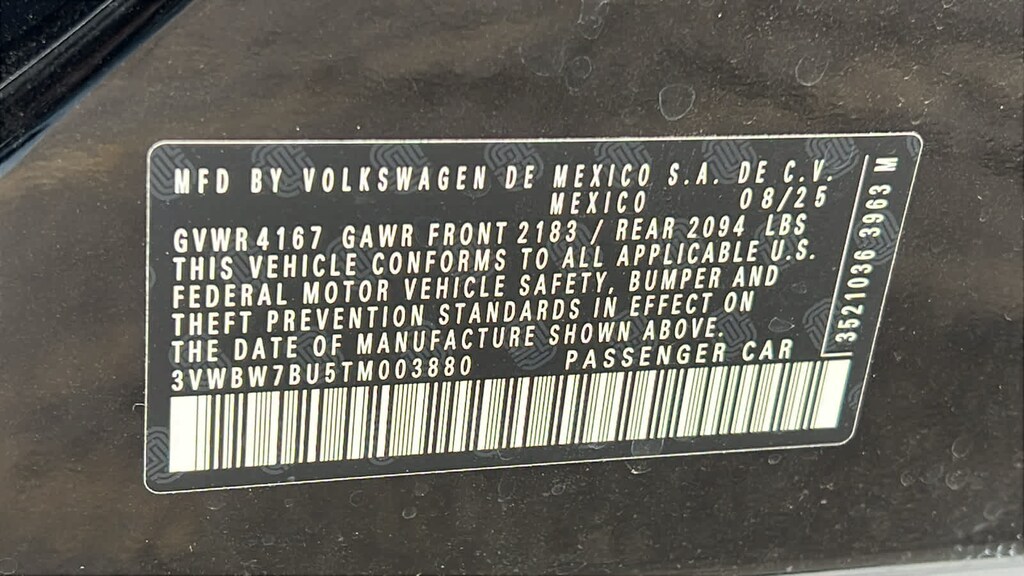 MFD BY VOLKSWAGEN DE MEXICO S.A. DE C.V.
MEXICO 08/25
GVWR 4167 GAWR FRONT 2183 / REAR 2094 LBS
THIS VEHICLE CONFORMS TO ALL APPLICABLE U.S.
FEDERAL MOTOR VEHICLE SAFETY, BUMPER AND
THEFT PREVENTION STANDARDS IN EFFECT ON
THE DATE OF MANUFACTURE SHOWN ABOVE.
3VWBW7BU5TM003880 PASSENGER CAR
3521036 3963 M